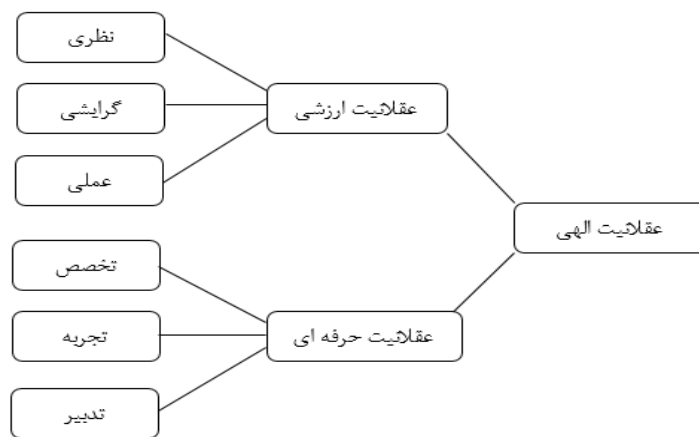 عقلانیت الهی
عقلانیت ارزشی
نظری
گرایشی
عملی
عقلانیت حرفه ای
تخصص
تجربه
تدبیر